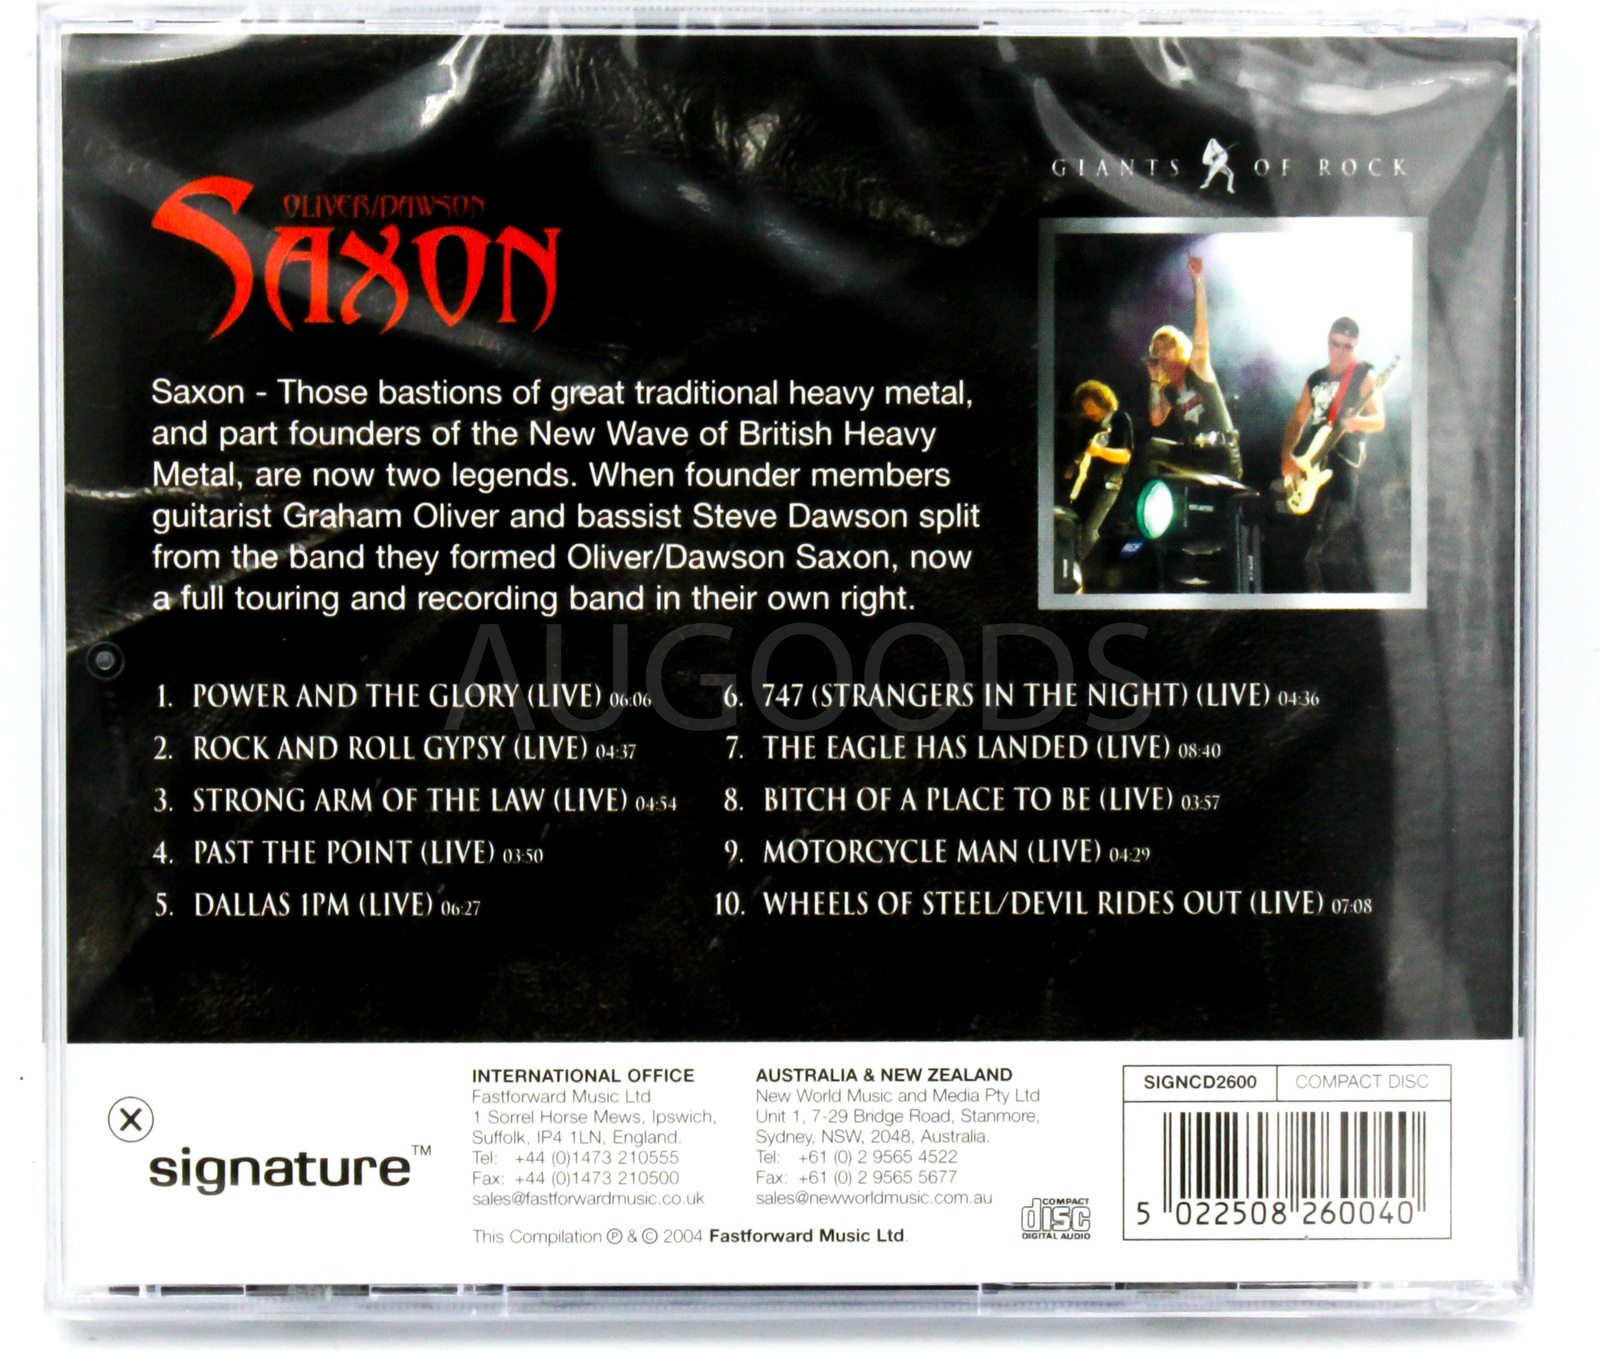 GIANTS OF ROCK
OLIVER/DAWSON
SAXON
Saxon - Those bastions of great traditional heavy metal,
and part founders of the New Wave of British Heavy
Metal, are now two legends. When founder members
guitarist Graham Oliver and bassist Steve Dawson split
from the band they formed Oliver/Dawson Saxon, now
a full touring and recording band in their own right.
AUGOODS
1. POWER AND THE GLORY (LIVE) 06:06
2. ROCK AND ROLL GYPSY (LIVE) 04:37
3. STRONG ARM OF THE LAW (LIVE) 04:54
4. PAST THE POINT (LIVE) 03:50
5. DALLAS 1PM (LIVE) 06:27
6. 747 (STRANGERS IN THE NIGHT) (LIVE) 04:36
7. THE EAGLE HAS LANDED (LIVE) 08:40
8. BITCH OF A PLACE TO BE (LIVE) 03:57
9. MOTORCYCLE MAN (LIVE) 04:29
10. WHEELS OF STEEL/DEVIL RIDES OUT (LIVE) 07:08
X
signature™
INTERNATIONAL OFFICE
Fastforward Music Ltd
1 Sorrel Horse Mews, Ipswich,
Suffolk, IP4 1LN, England.
Tel: +44 (0)1473 210555
Fax: +44 (0)1473 210500
sales@fastforwardmusic.co.uk
AUSTRALIA & NEW ZEALAND
New World Music and Media Pty Ltd
Unit 1, 7-29 Bridge Road, Stanmore,
Sydney, NSW, 2048, Australia.
Tel: +61 (0) 2 9565 4522
Fax: +61 (0) 2 9565 5677
sales@newworldmusic.com.au
This Compilation ℗ & © 2004 Fastforward Music Ltd.
COMPACT
disc
DIGITAL AUDIO
SIGNCD2600 COMPACT DISC
5 022508 260040